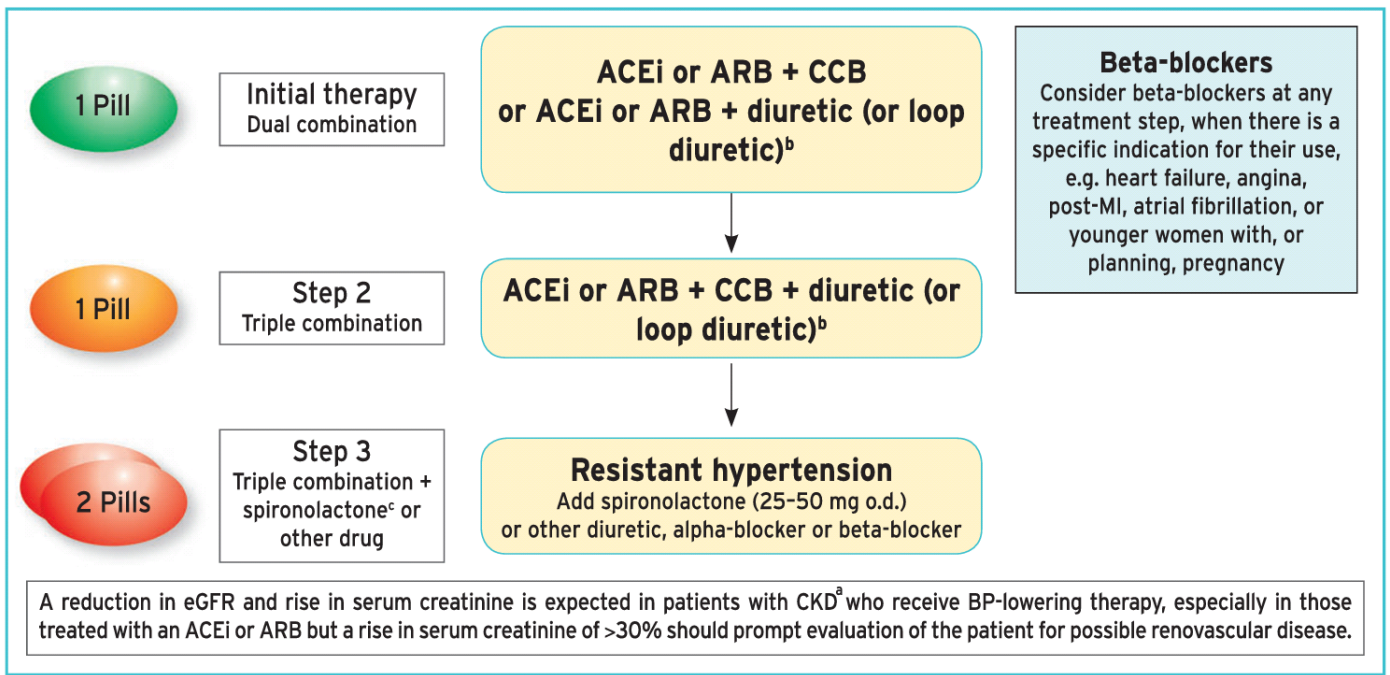 1 Pill
Initial therapy
Dual combination
ACEi or ARB + CCB
or ACEi or ARB + diuretic (or loop
diuretic)ᵇ
Beta-blockers
Consider beta-blockers at any
treatment step, when there is a
specific indication for their use,
e.g. heart failure, angina,
post-MI, atrial fibrillation, or
younger women with, or
planning, pregnancy
1 Pill
Step 2
Triple combination
ACEi or ARB + CCB + diuretic (or
loop diuretic)ᵇ
2 Pills
Step 3
Triple combination +
spironolactoneᶜ or
other drug
Resistant hypertension
Add spironolactone (25–50 mg o.d.)
or other diuretic, alpha-blocker or beta-blocker
A reduction in eGFR and rise in serum creatinine is expected in patients with CKDᵃ who receive BP-lowering therapy, especially in those
treated with an ACEi or ARB but a rise in serum creatinine of >30% should prompt evaluation of the patient for possible renovascular disease.